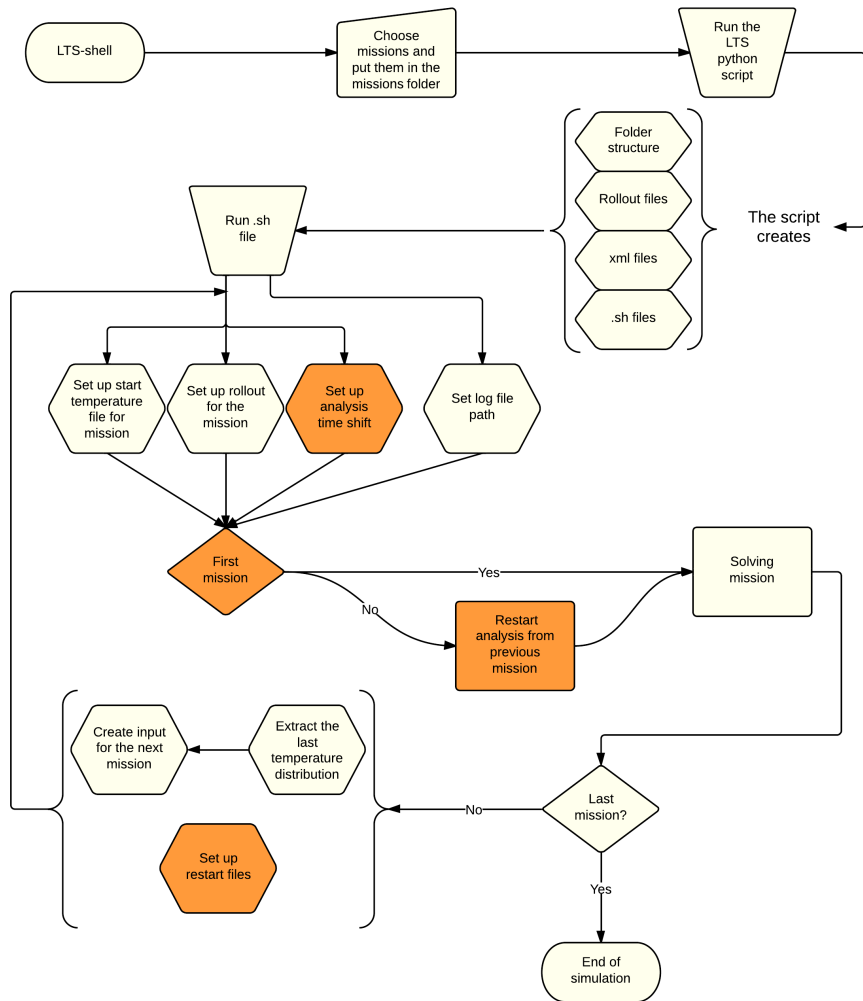 LTS-shell
Choose
missions and
put them in the
missions folder
Run the
LTS
python
script
Folder
structure
Rollout files
xml files
.sh files
The script
creates
Run .sh
file
Set up start
temperature
file for
mission
Set up rollout
for the
mission
Set up
analysis
time shift
Set log file
path
First
mission
Yes
No
Restart
analysis from
previous
mission
Solving
mission
Create input
for the next
mission
Extract the
last
temperature
distribution
Set up
restart files
No
Last
mission?
Yes
End of
simulation